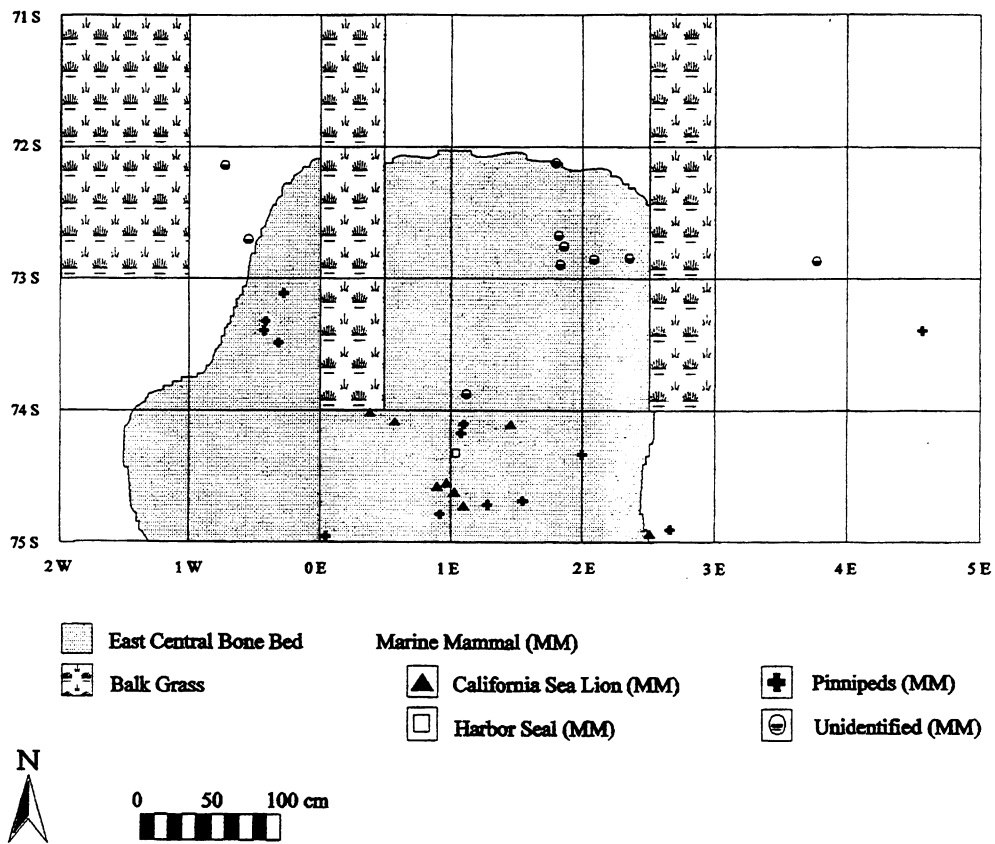 71 S
72 S
73 S
74 S
75 S
2 W 1 W 0 E 1 E 2 E 3 E 4 E 5 E
East Central Bone Bed
Balk Grass
Marine Mammal (MM)
California Sea Lion (MM)
Harbor Seal (MM)
Pinnipeds (MM)
Unidentified (MM)
N
0 50 100 cm